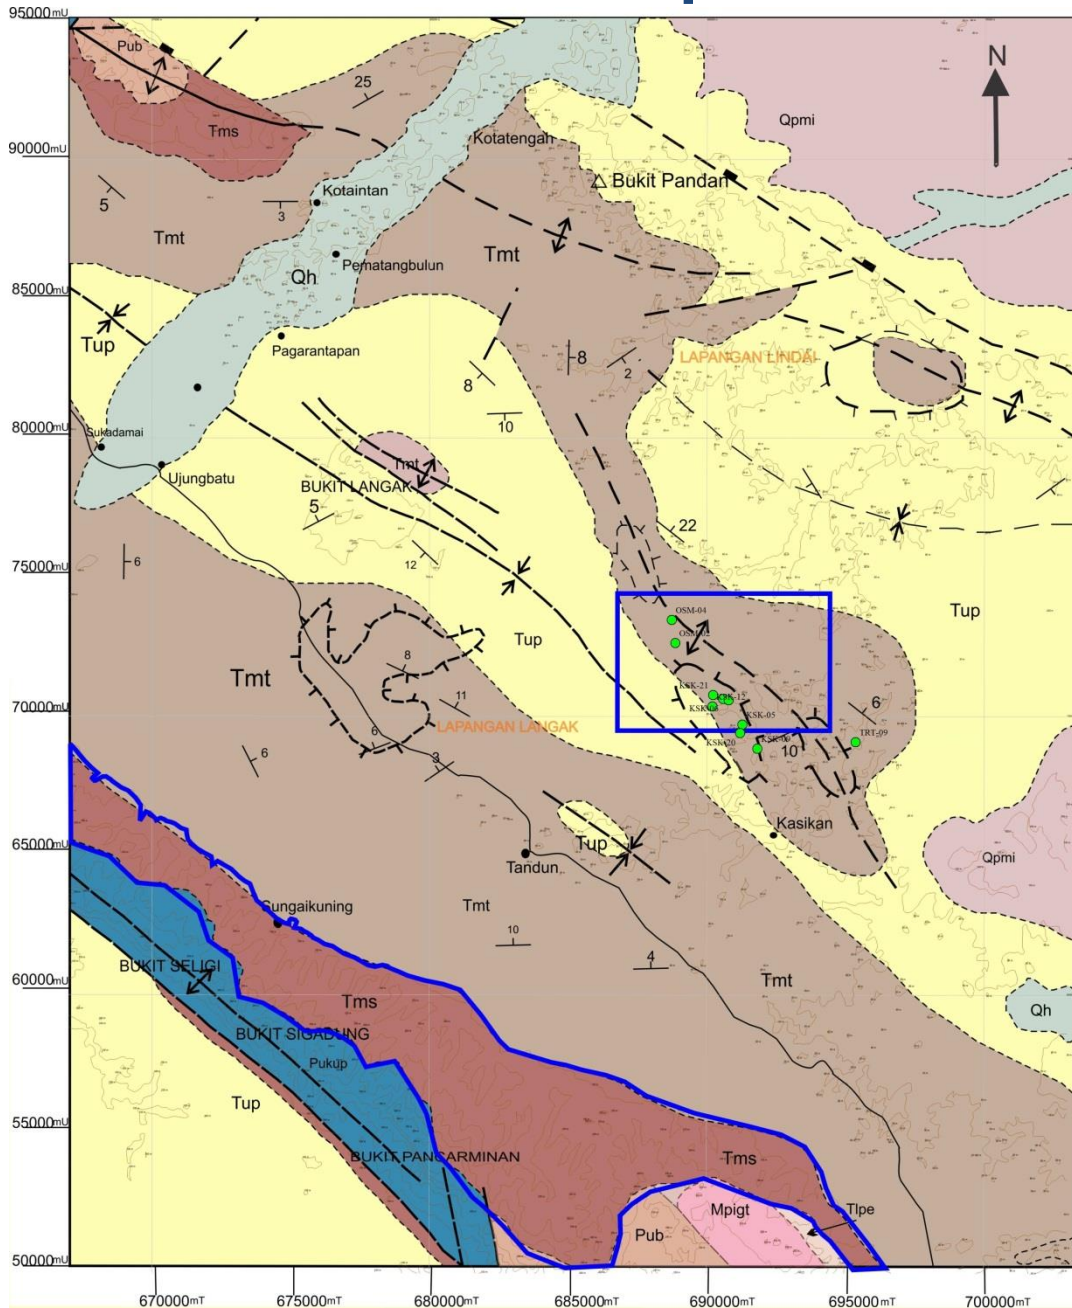 95000mU
Pub
N
25
Tms
Qpmi
Kotatengah
90000mU
Bukit Pandan
Kotaintan
5
3
Tmt
Tmt
Pematangbulun
Qh
85000mU
Tup
Pagarantapan
8
8
2
LAPANGAN LINDAI
10
80000mU
Sukadamai
Tmt
Ujungbatu
BUKIT LANGAK
5
22
12
75000mU
6
OSM-04
Tup
Tup
OSM-02
8
Tmt
KSK-21
11
6
70000mU
KSK-05
LAPANGAN LANGAK
6
TRT-09
KSK-20
10
6
3
Kasikan
65000mU
Tup
Qpmi
Tandun
Tmt
Sungaikuning
10
BUKIT SELIGI
4
Tmt
60000mU
Tms
Qh
BUKIT SIGADUNG
Pukup
Tup
55000mU
BUKIT PANCARMINAN
Tms
Mpigt
Tlpe
Pub
50000mU
670000mT
675000mT
680000mT
685000mT
690000mT
695000mT
700000mT